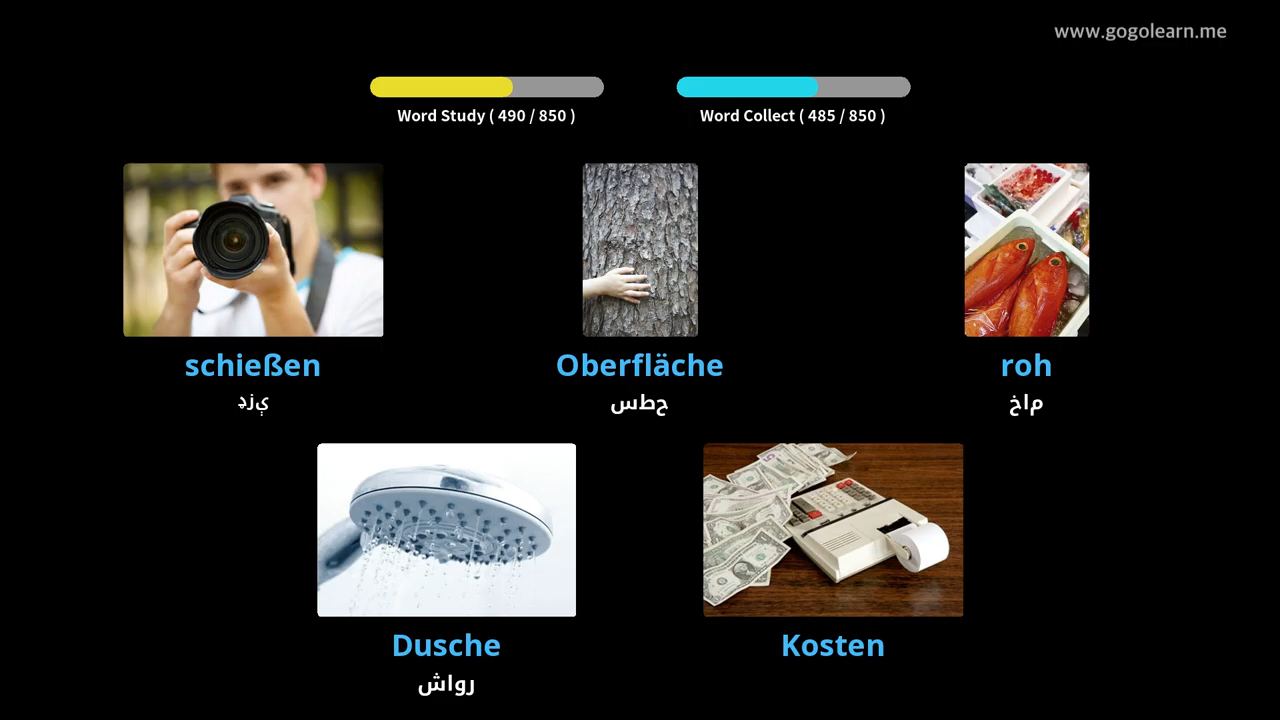 www.gogolearn.me
Word Study ( 490 / 850 )
Word Collect ( 485 / 850 )
schießen
ېزډ
Oberfläche
حطس
roh
ماخ
Dusche
رواش
Kosten